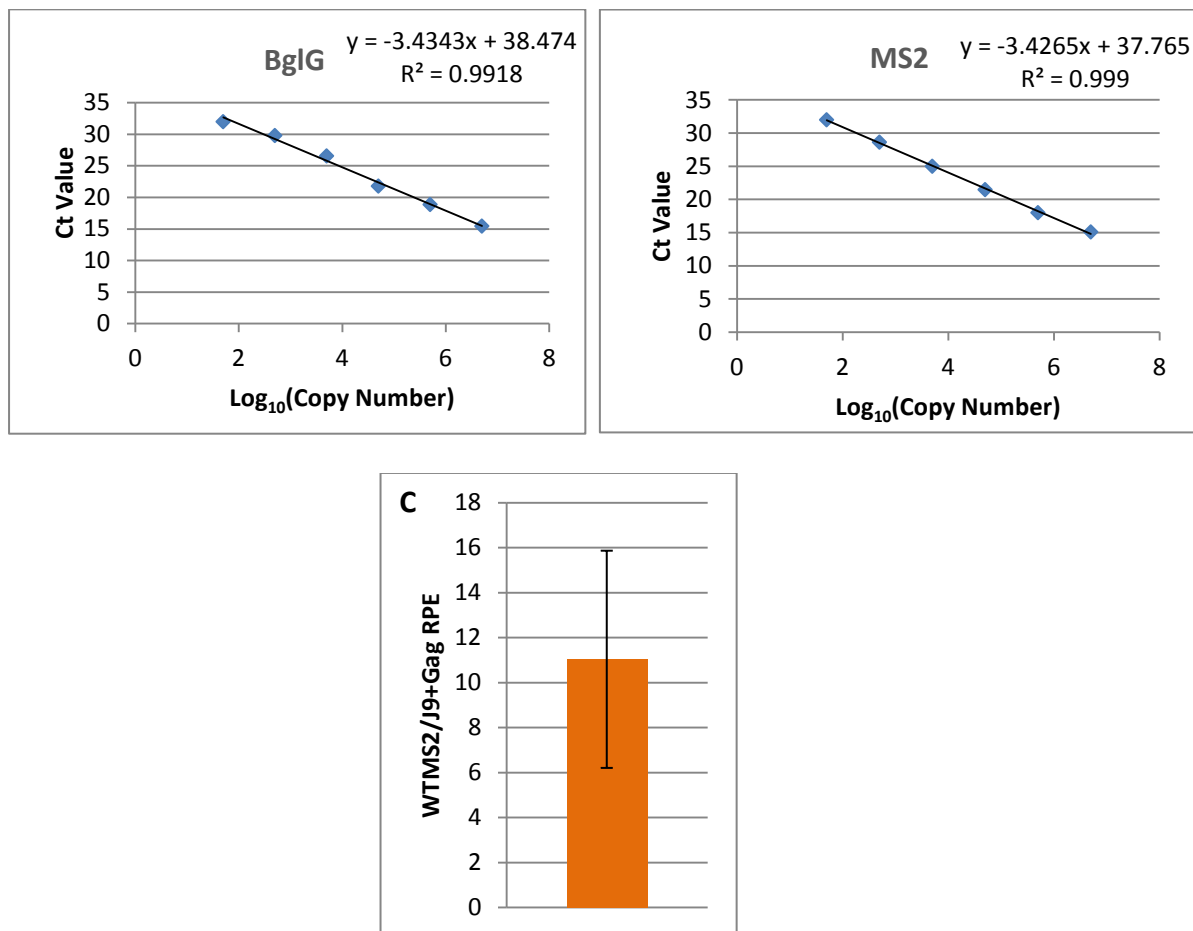 BglG
y = -3.4343x + 38.474
R² = 0.9918
35
30
25
20
15
10
5
0
Ct Value
0 2 4 6 8
Log₁₀(Copy Number)
MS2
y = -3.4265x + 37.765
R² = 0.999
35
30
25
20
15
10
5
0
Ct Value
0 2 4 6 8
Log₁₀(Copy Number)
C
18
16
14
12
10
8
6
4
2
0
WTMS2/J9+Gag RPE